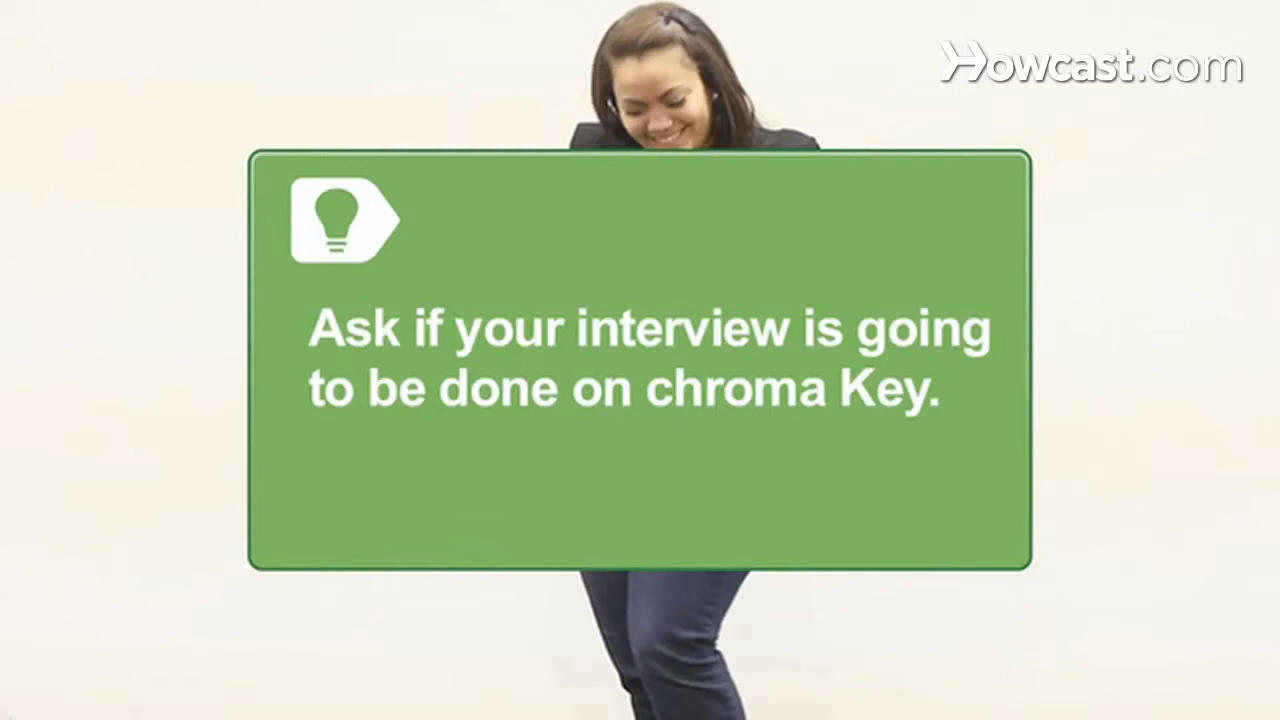 Howcast.com
Ask if your interview is going
to be done on chroma Key.